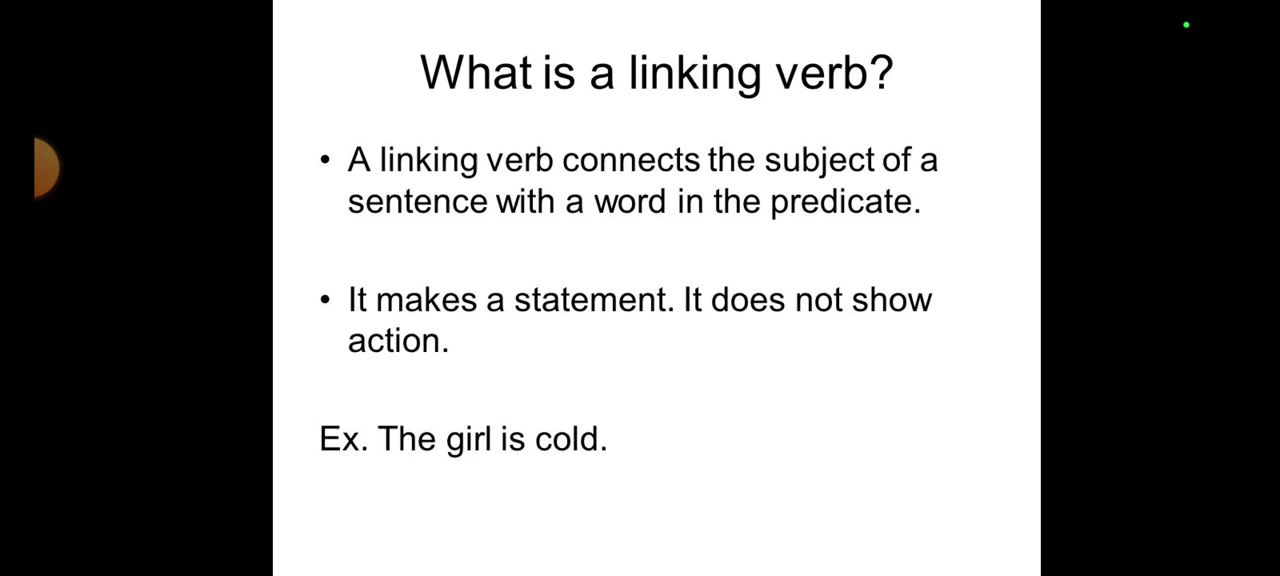 What is a linking verb?
• A linking verb connects the subject of a
sentence with a word in the predicate.
• It makes a statement. It does not show
action.
Ex. The girl is cold.